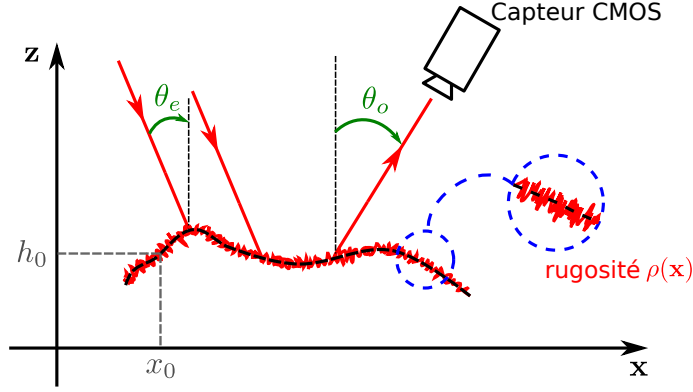 Capteur CMOS
z
θₑ
θₒ
h₀
rugosité ρ(x)
x₀
x